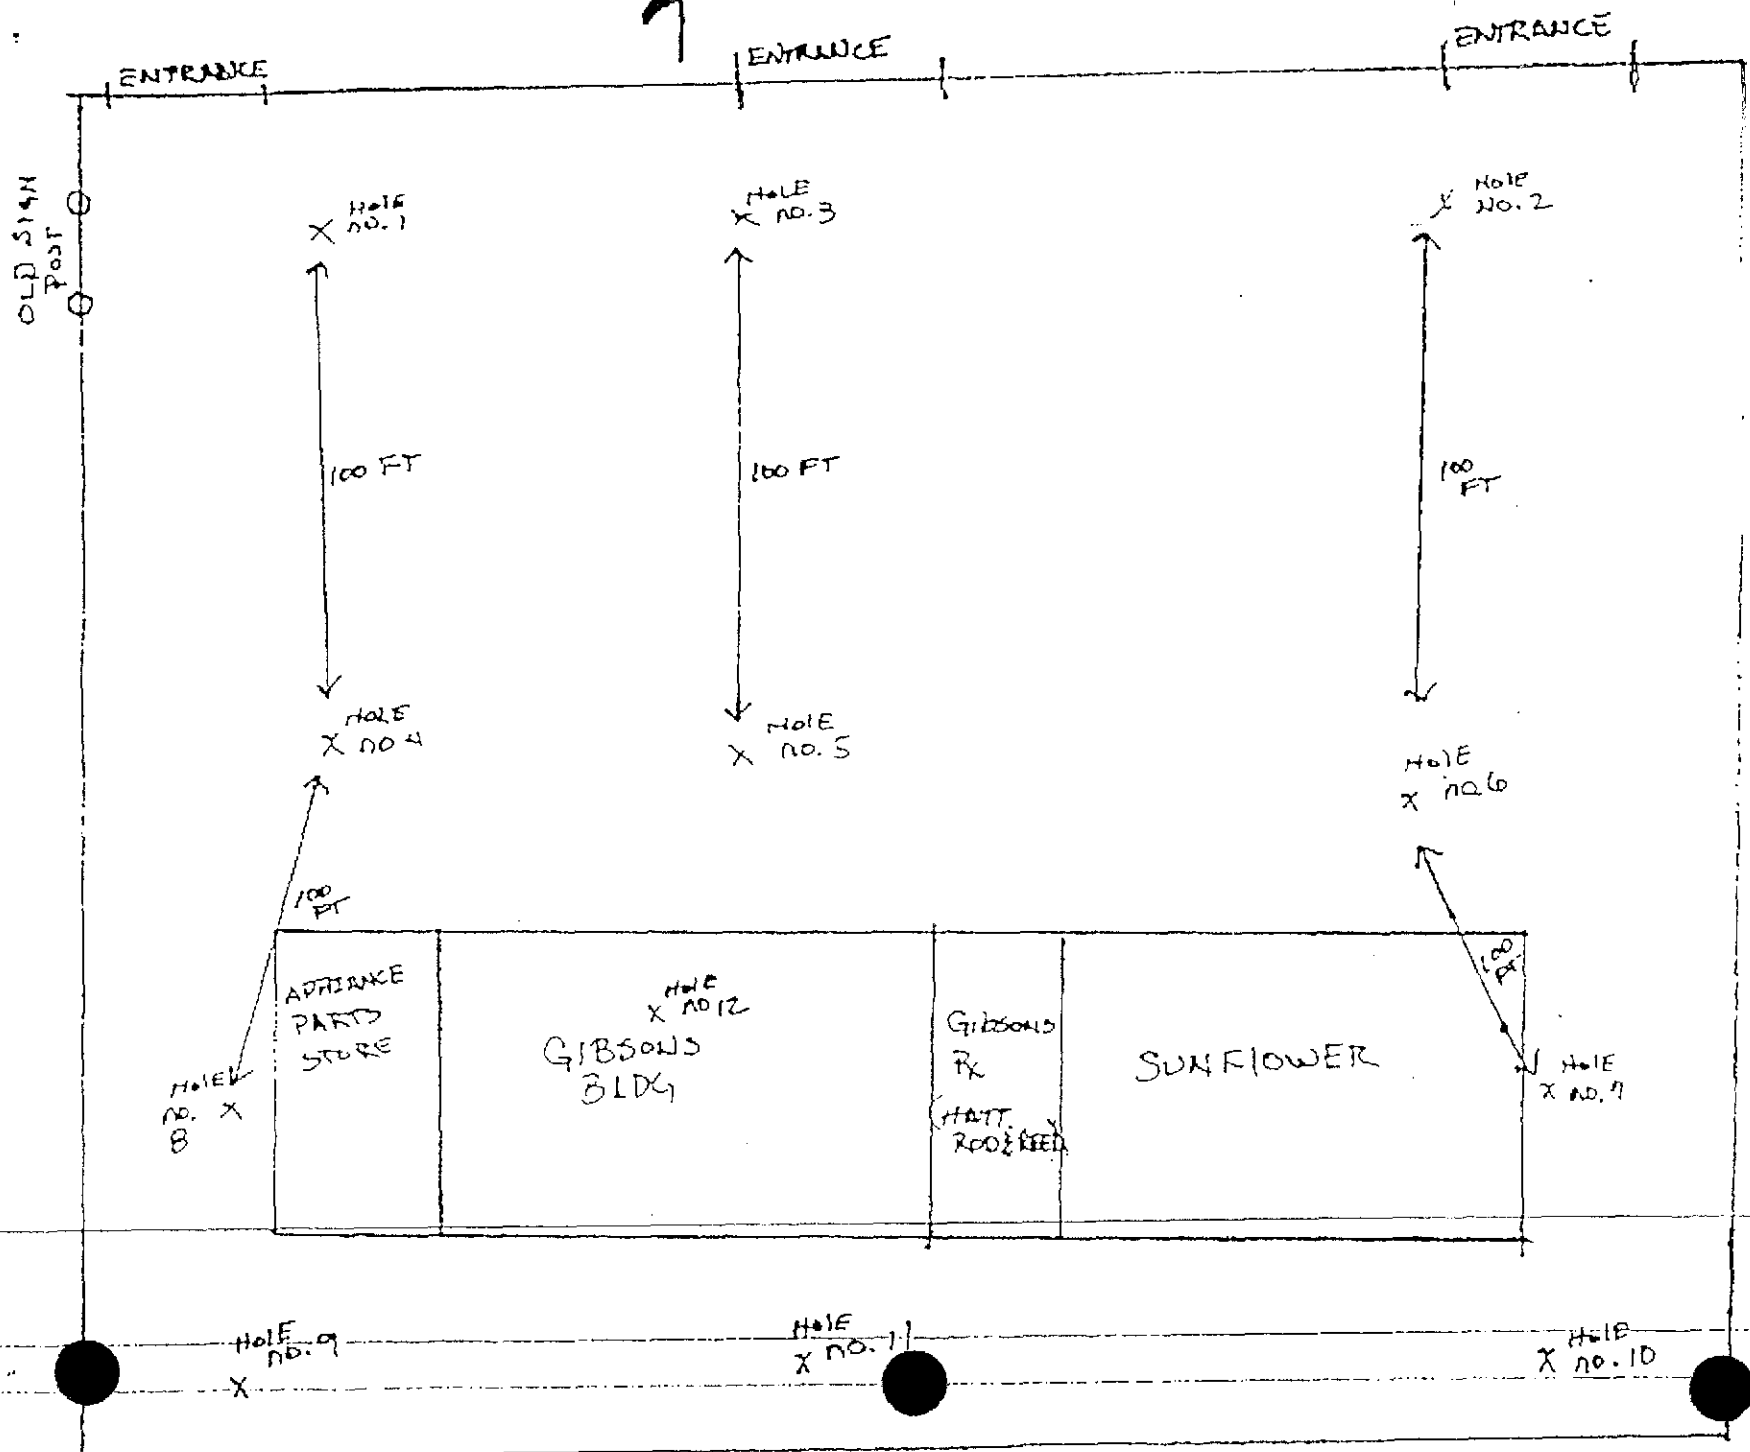 ENTRANCE
ENTRANCE
ENTRANCE
OLD SIGN
POST
HOLE
NO. 1
HOLE
NO. 3
HOLE
NO. 2
100 FT
100 FT
100
FT
HOLE
NO 4
HOLE
NO. 5
HOLE
NO. 6
100
FT
100
FT.
APPLIANCE
PARTS
STORE
HOLE
NO 12
GIBSONS
BLDG
GIBSONS
Rx
(HATT.
ROD & REEL)
SUNFLOWER
HOLE
NO. 7
HOLE
NO.
8
HOLE
NO. 9
HOLE
NO. 11
HOLE
NO. 10